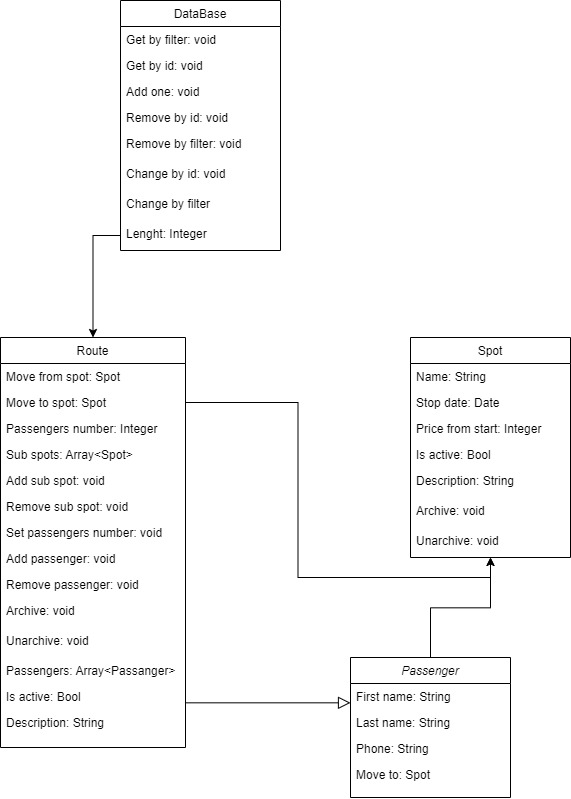 DataBase
Get by filter: void
Get by id: void
Add one: void
Remove by id: void
Remove by filter: void
Change by id: void
Change by filter
Lenght: Integer
Route
Move from spot: Spot
Move to spot: Spot
Passengers number: Integer
Sub spots: Array<Spot>
Add sub spot: void
Remove sub spot: void
Set passengers number: void
Add passenger: void
Remove passenger: void
Archive: void
Unarchive: void
Passengers: Array<Passanger>
Is active: Bool
Description: String
Spot
Name: String
Stop date: Date
Price from start: Integer
Is active: Bool
Description: String
Archive: void
Unarchive: void
Passenger
First name: String
Last name: String
Phone: String
Move to: Spot